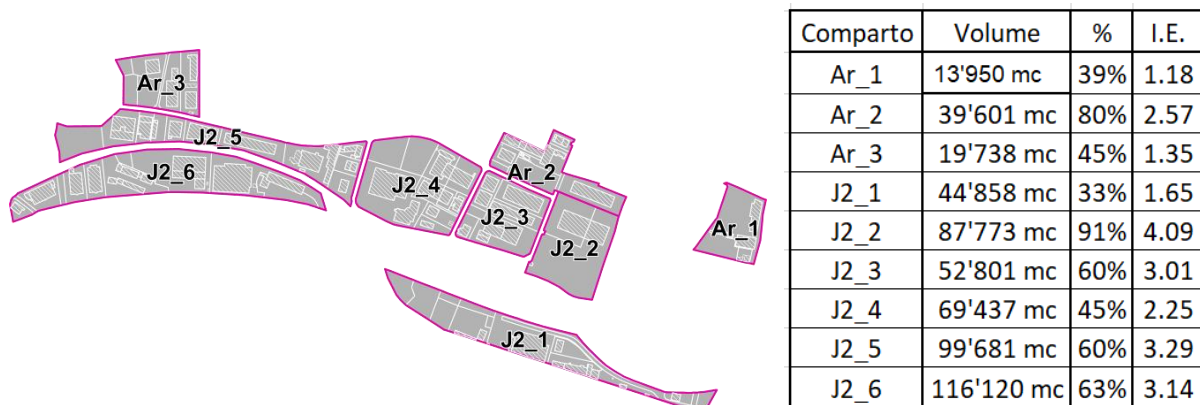 Ar_3
J2_5
J2_6
J2_4
Ar_2
J2_3
J2_2
Ar_1
J2_1
Comparto Volume % I.E.
Ar_1 13'950 mc 39% 1.18
Ar_2 39'601 mc 80% 2.57
Ar_3 19'738 mc 45% 1.35
J2_1 44'858 mc 33% 1.65
J2_2 87'773 mc 91% 4.09
J2_3 52'801 mc 60% 3.01
J2_4 69'437 mc 45% 2.25
J2_5 99'681 mc 60% 3.29
J2_6 116'120 mc 63% 3.14